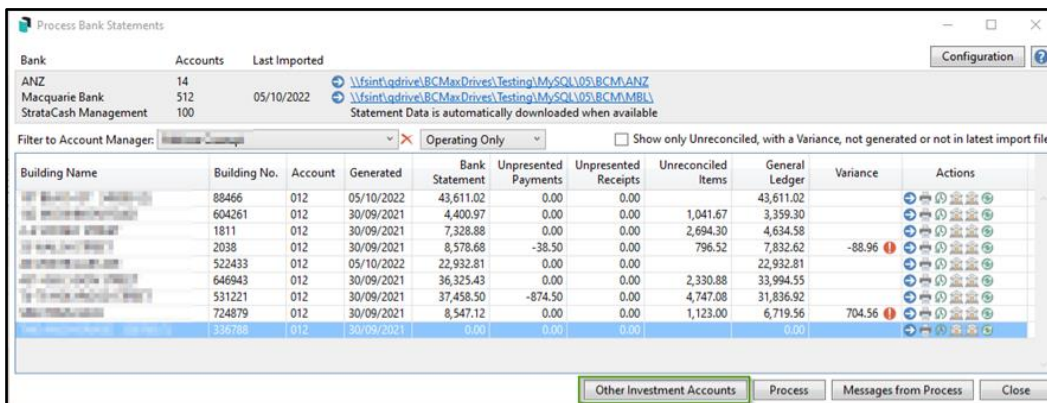 Process Bank Statements
Bank Accounts Last Imported Configuration ?
ANZ 14 \\fsint\qdrive\BCMaxDrives\Testing\MySQL\05\BCM\ANZ
Macquarie Bank 512 05/10/2022 \\fsint\qdrive\BCMaxDrives\Testing\MySQL\05\BCM\MBL\
StrataCash Management 100 Statement Data is automatically downloaded when available
Filter to Account Manager: Operating Only Show only Unreconciled, with a Variance, not generated or not in latest import file
Building Name Building No. Account Generated Bank Statement Unpresented Payments Unpresented Receipts Unreconciled Items General Ledger Variance Actions
88466 012 05/10/2022 43,611.02 0.00 0.00 43,611.02
604261 012 30/09/2021 4,400.97 0.00 0.00 1,041.67 3,359.30
1811 012 30/09/2021 7,328.88 0.00 0.00 2,694.30 4,634.58
2038 012 30/09/2021 8,578.68 -38.50 0.00 796.52 7,832.62 -88.96
522433 012 05/10/2022 22,932.81 0.00 0.00 22,932.81
646943 012 30/09/2021 36,325.43 0.00 0.00 2,330.88 33,994.55
531221 012 30/09/2021 37,458.50 -874.50 0.00 4,747.08 31,836.92
724879 012 30/09/2021 8,547.12 0.00 0.00 1,123.00 6,719.56 704.56
336788 012 30/09/2021 0.00 0.00 0.00 0.00
Other Investment Accounts Process Messages from Process Close